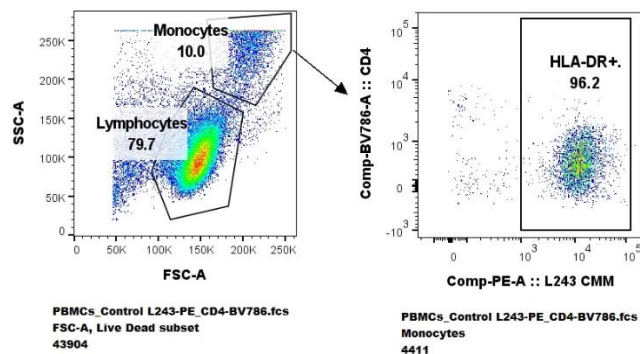 250K
200K
150K
100K
50K
0
SSC-A
Monocytes
10.0
Lymphocytes
79.7
0 50K 100K 150K 200K 250K
FSC-A
PBMCs_Control L243-PE_CD4-BV786.fcs
FSC-A, Live Dead subset
43904
10^5
10^4
10^3
0
-10^3
Comp-BV786-A :: CD4
HLA-DR+.
96.2
0 10^3 10^4 10^5
Comp-PE-A :: L243 CMM
PBMCs_Control L243-PE_CD4-BV786.fcs
Monocytes
4411